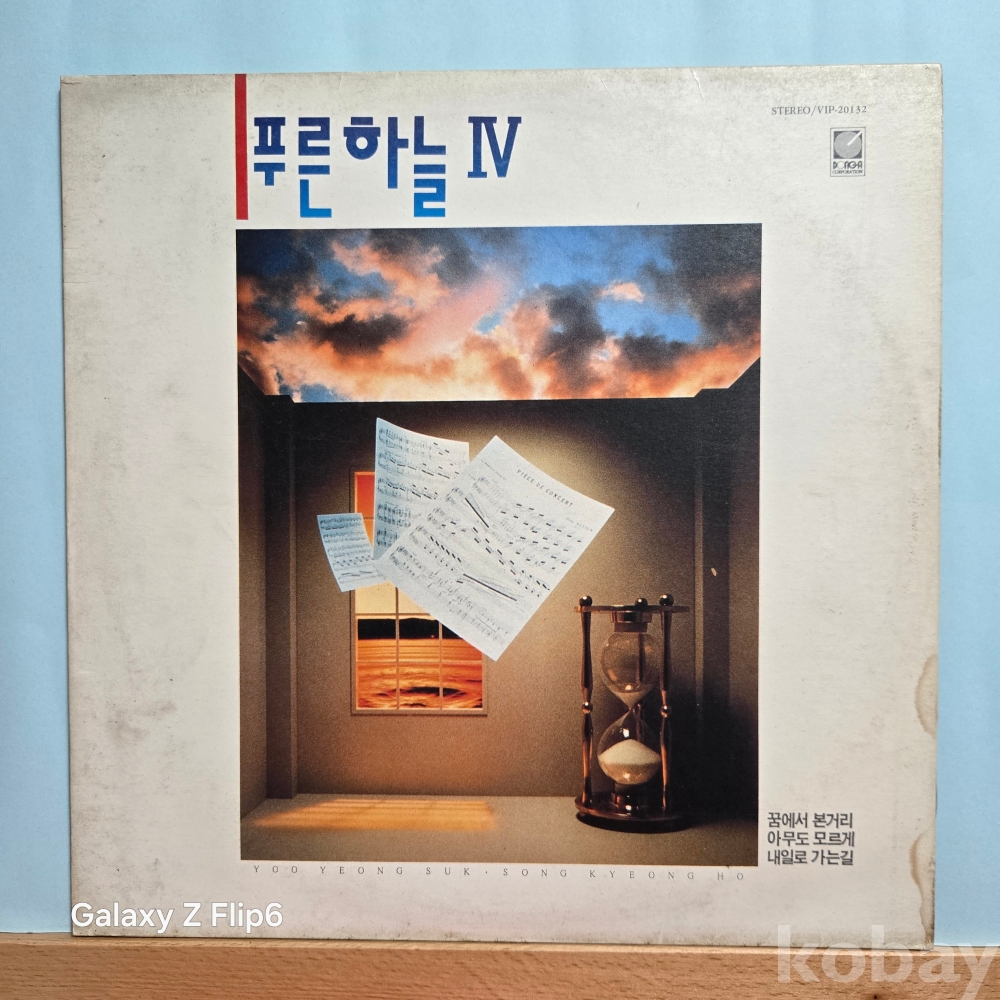 STEREO/VIP-20132
푸른하늘 IV
DONG-A
CORPORATION
PIECE DE CONCERT
꿈에서 본거리
아무도 모르게
내일로 가는길
YOO YEONG SUK · SONG KYEONG HO
Galaxy Z Flip6
kobay